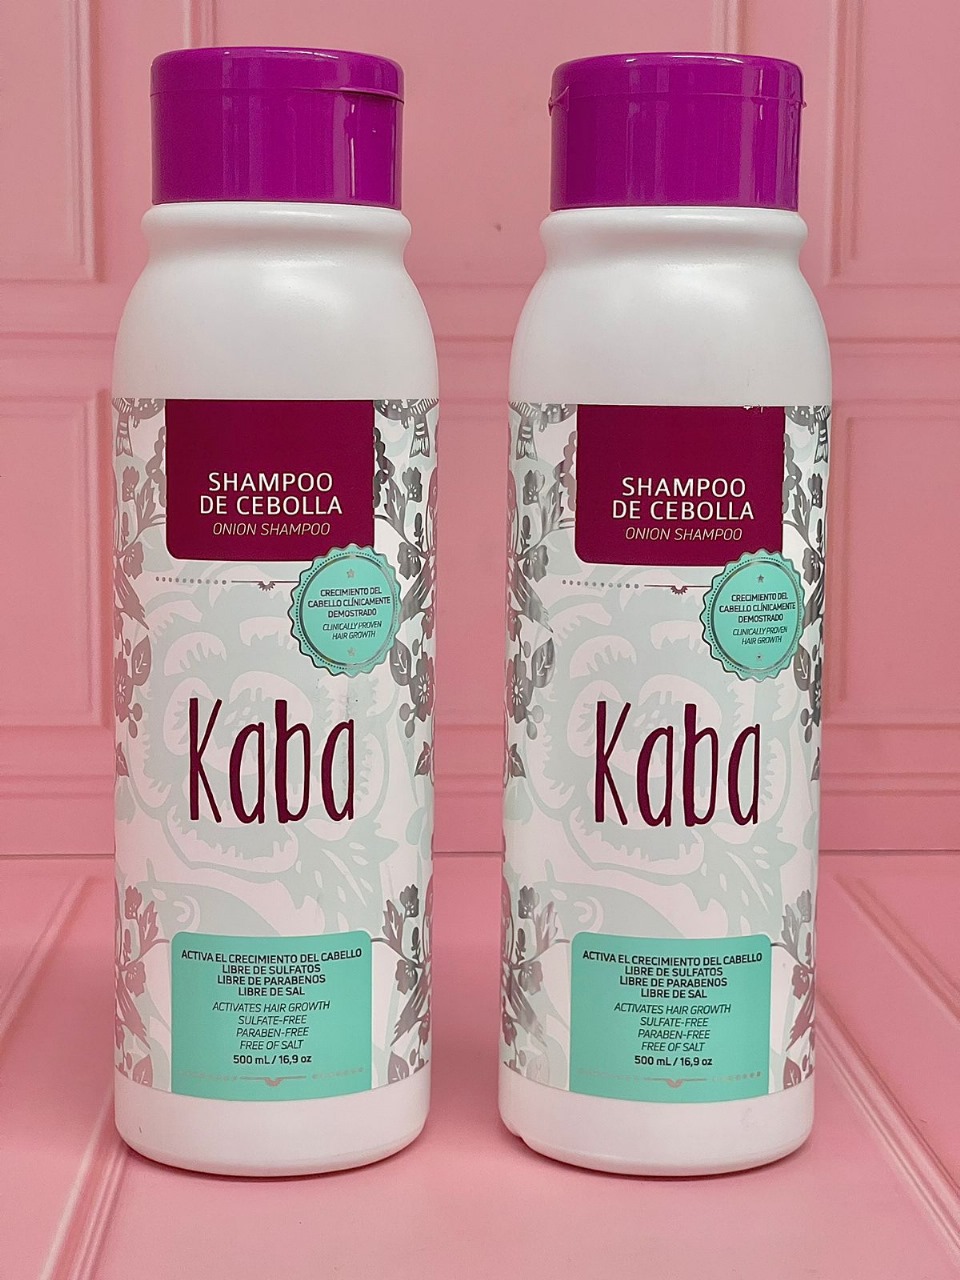 SHAMPOO
DE CEBOLLA
ONION SHAMPOO
CRECIMIENTO DEL
CABELLO CLÍNICAMENTE
DEMOSTRADO
CLINICALLY PROVEN
HAIR GROWTH
Kaba
ACTIVA EL CRECIMIENTO DEL CABELLO
LIBRE DE SULFATOS
LIBRE DE PARABENOS
LIBRE DE SAL
ACTIVATES HAIR GROWTH
SULFATE-FREE
PARABEN-FREE
FREE OF SALT
500 mL / 16,9 oz
SHAMPOO
DE CEBOLLA
ONION SHAMPOO
CRECIMIENTO DEL
CABELLO CLÍNICAMENTE
DEMOSTRADO
CLINICALLY PROVEN
HAIR GROWTH
Kaba
ACTIVA EL CRECIMIENTO DEL CABELLO
LIBRE DE SULFATOS
LIBRE DE PARABENOS
LIBRE DE SAL
ACTIVATES HAIR GROWTH
SULFATE-FREE
PARABEN-FREE
FREE OF SALT
500 mL / 16,9 oz